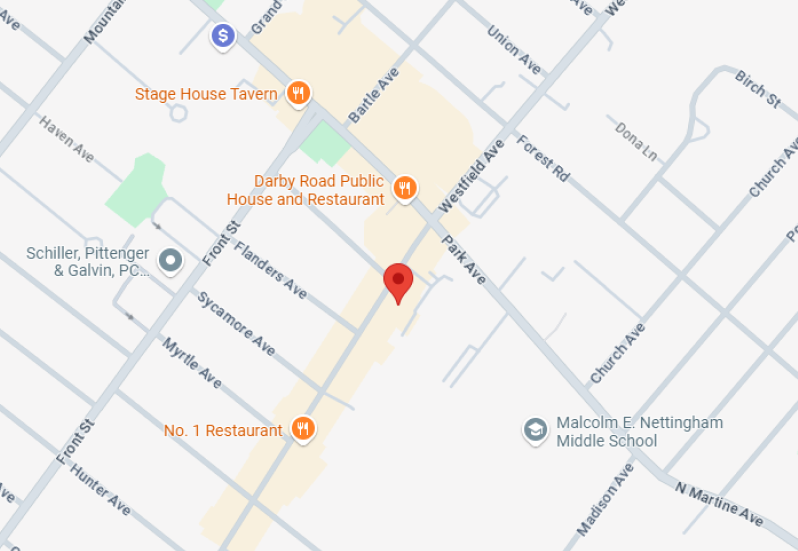 Mountain
Grand
Ave
We
Union Ave
Birch St
Bartle Ave
Stage House Tavern
Haven Ave
Dona Ln
Forest Rd
Church Ave
Westfield Ave
Darby Road Public
House and Restaurant
Front St
Schiller, Pittenger
& Galvin, PC...
Flanders Ave
Park Ave
Sycamore Ave
Myrtle Ave
Church Ave
No. 1 Restaurant
Malcolm E. Nettingham
Middle School
Front St
Hunter Ave
Madison Ave
N Martine Ave